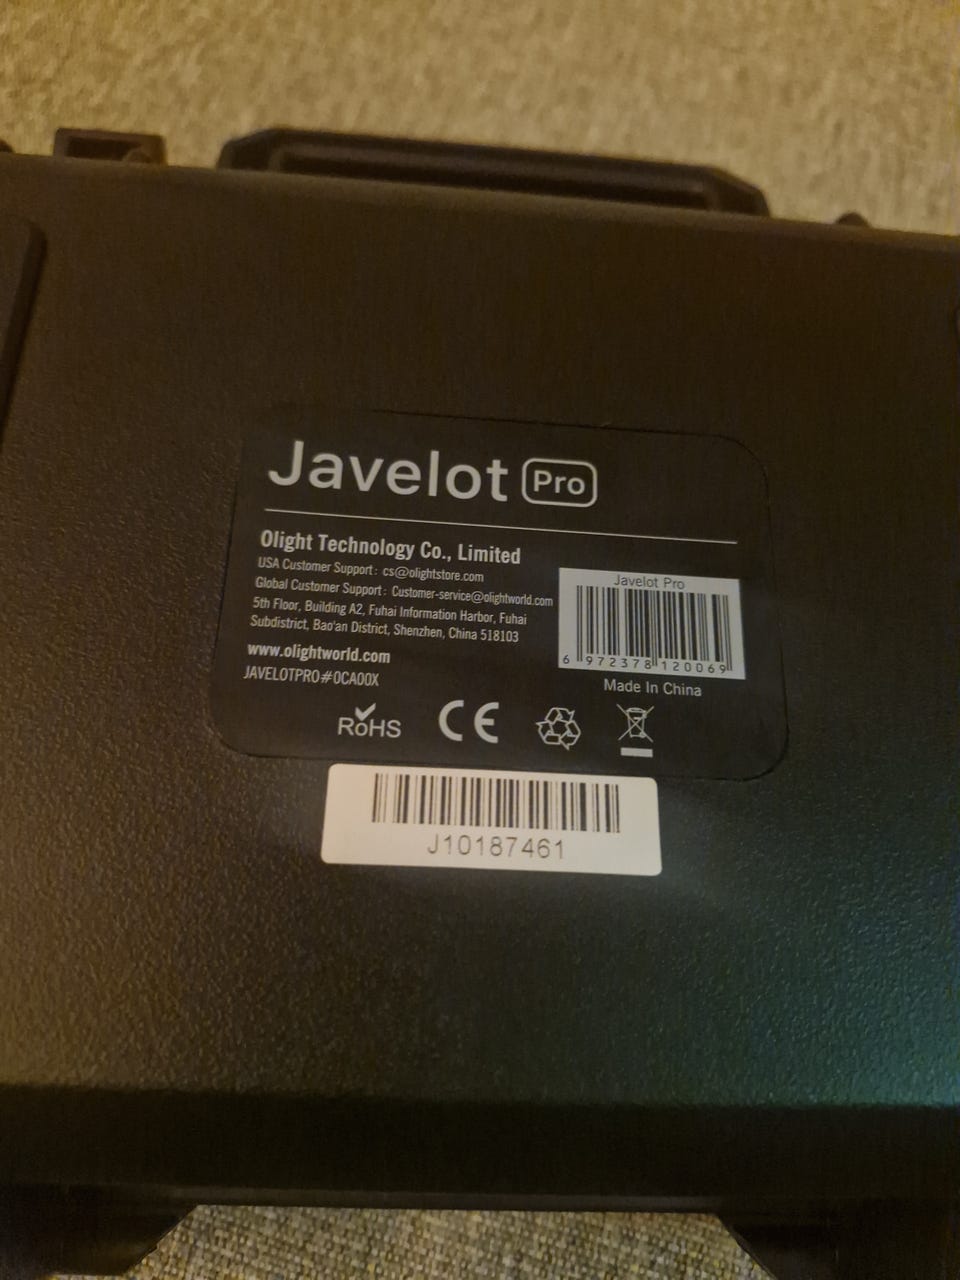 Javelot Pro
Olight Technology Co., Limited
USA Customer Support: cs@olightstore.com
Global Customer Support: Customer-service@olightworld.com
5th Floor, Building A2, Fuhai Information Harbor, Fuhai
Subdistrict, Bao'an District, Shenzhen, China 518103
www.olightworld.com
JAVELOTPRO#0CA00X
Javelot Pro
6 972378 120069
Made In China
RoHS CE
J10187461